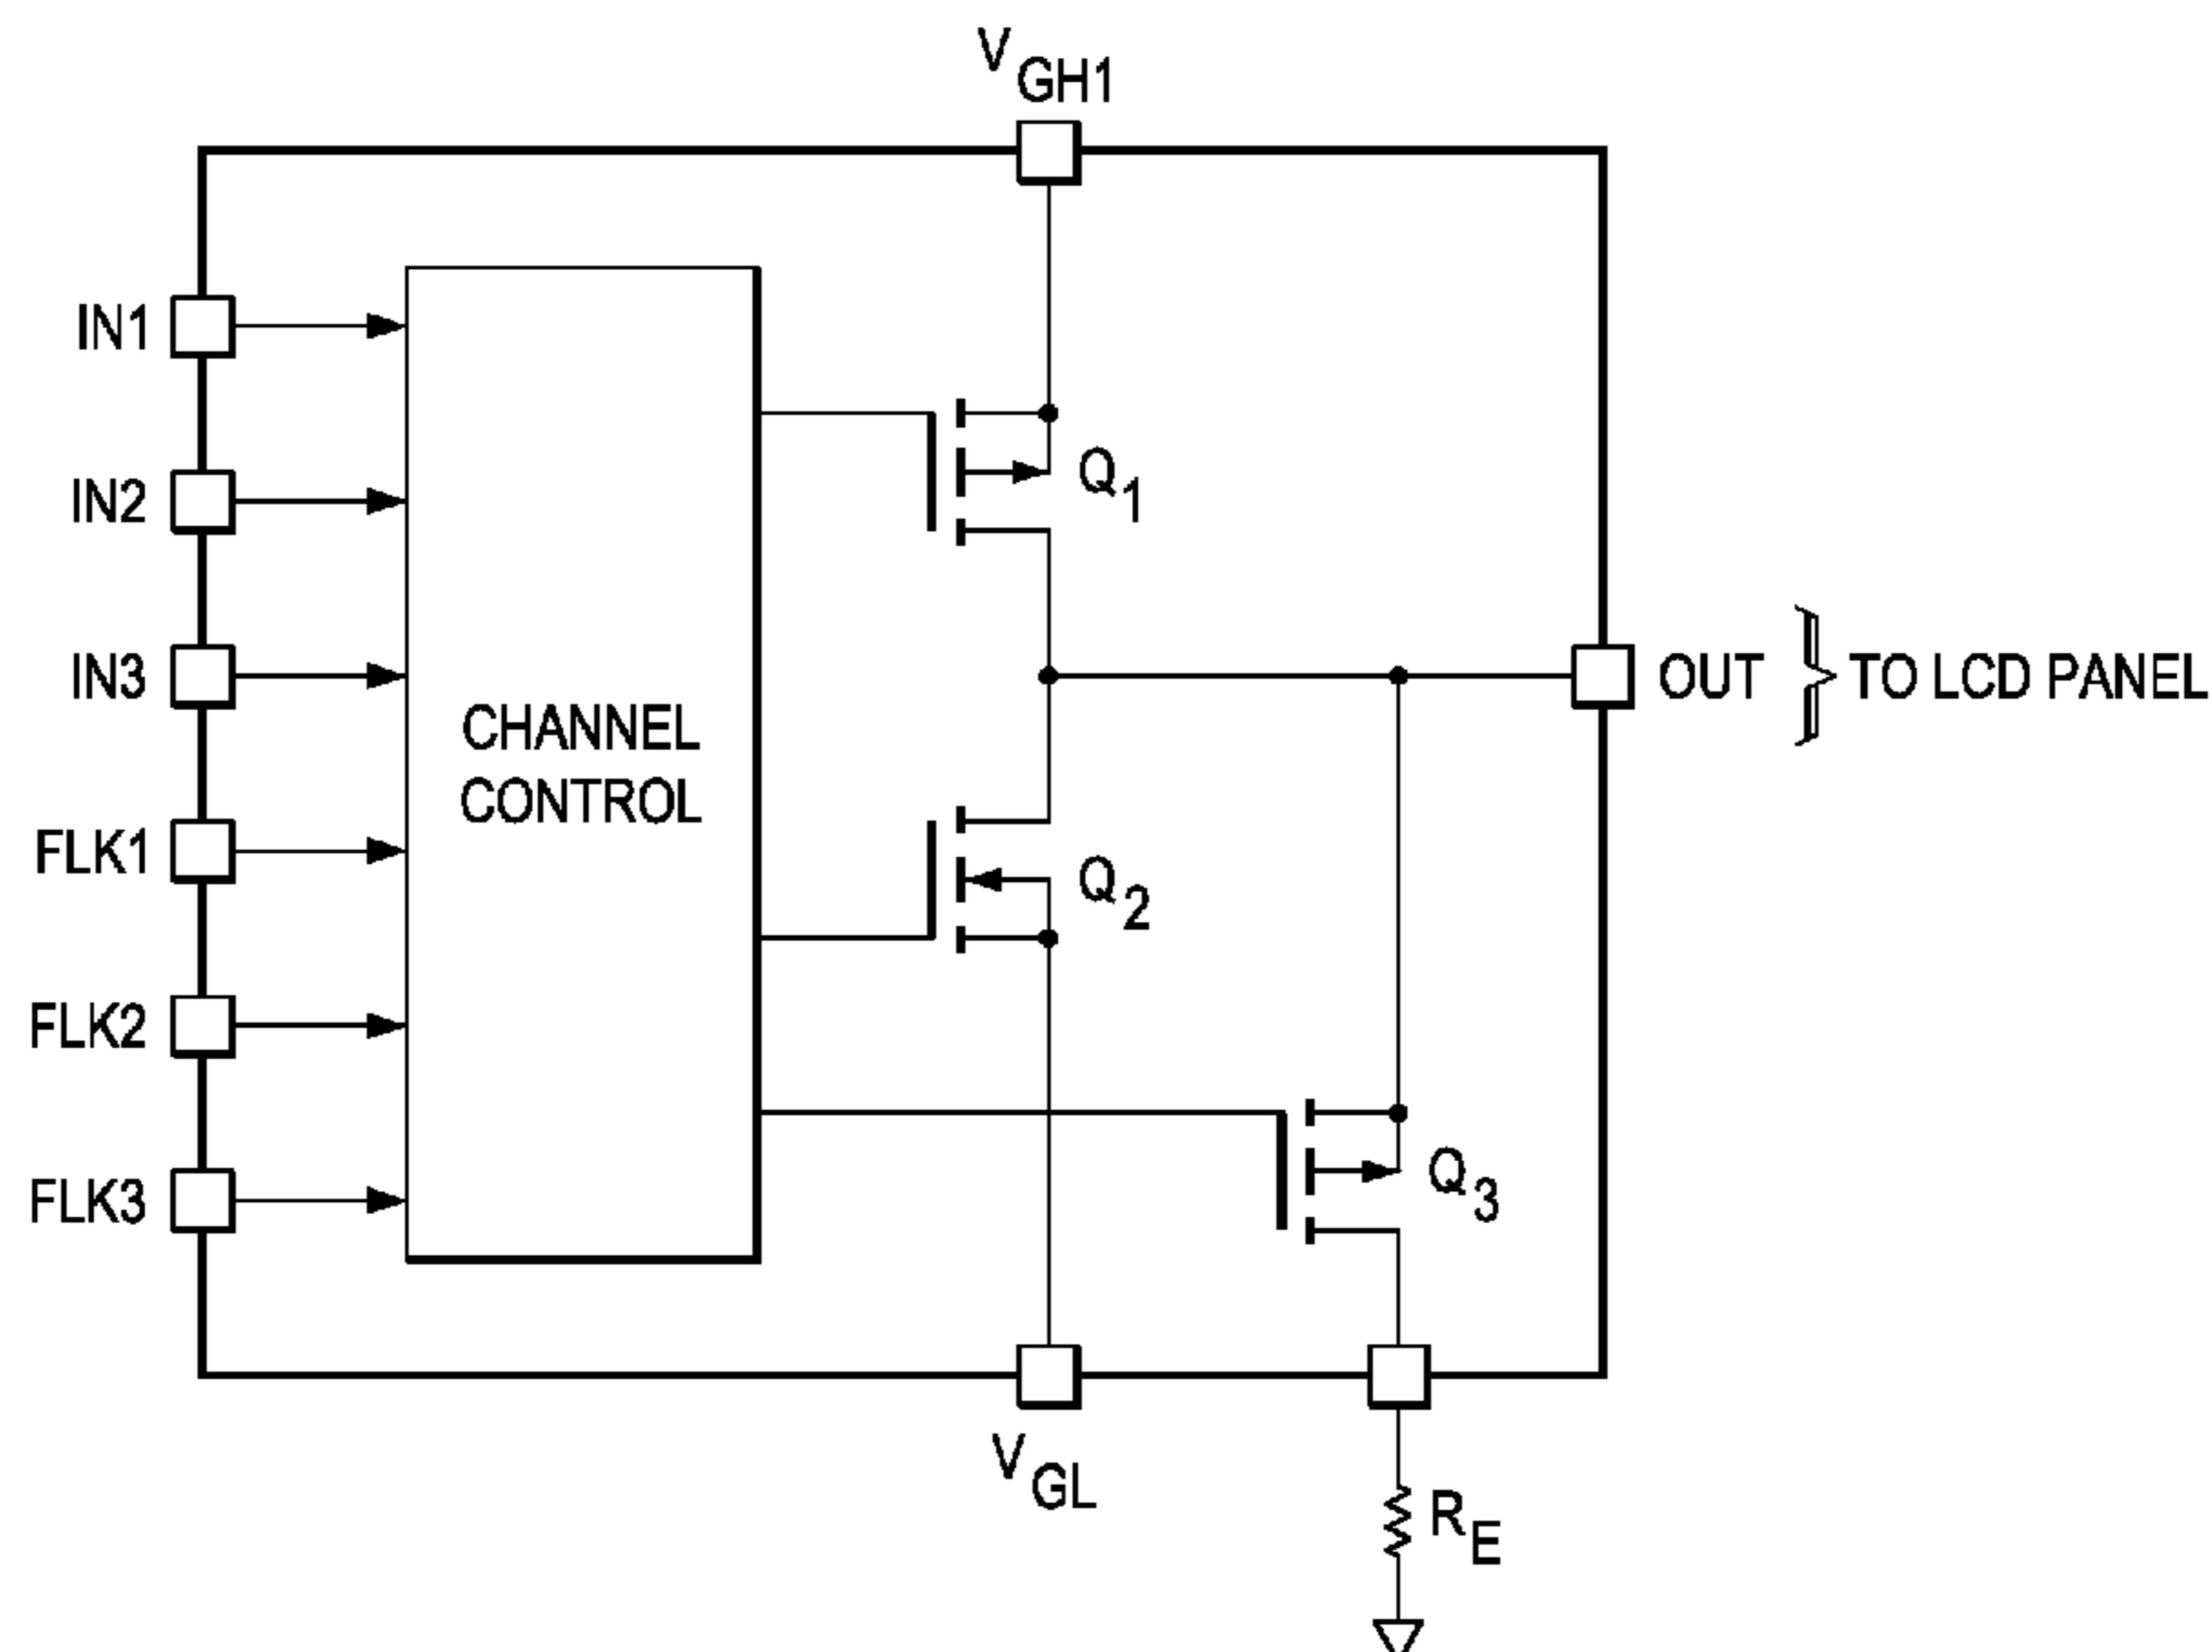 VGH1
IN1
IN2
IN3
FLK1
FLK2
FLK3
CHANNEL
CONTROL
Q1
Q2
Q3
OUT
TO LCD PANEL
VGL
RE